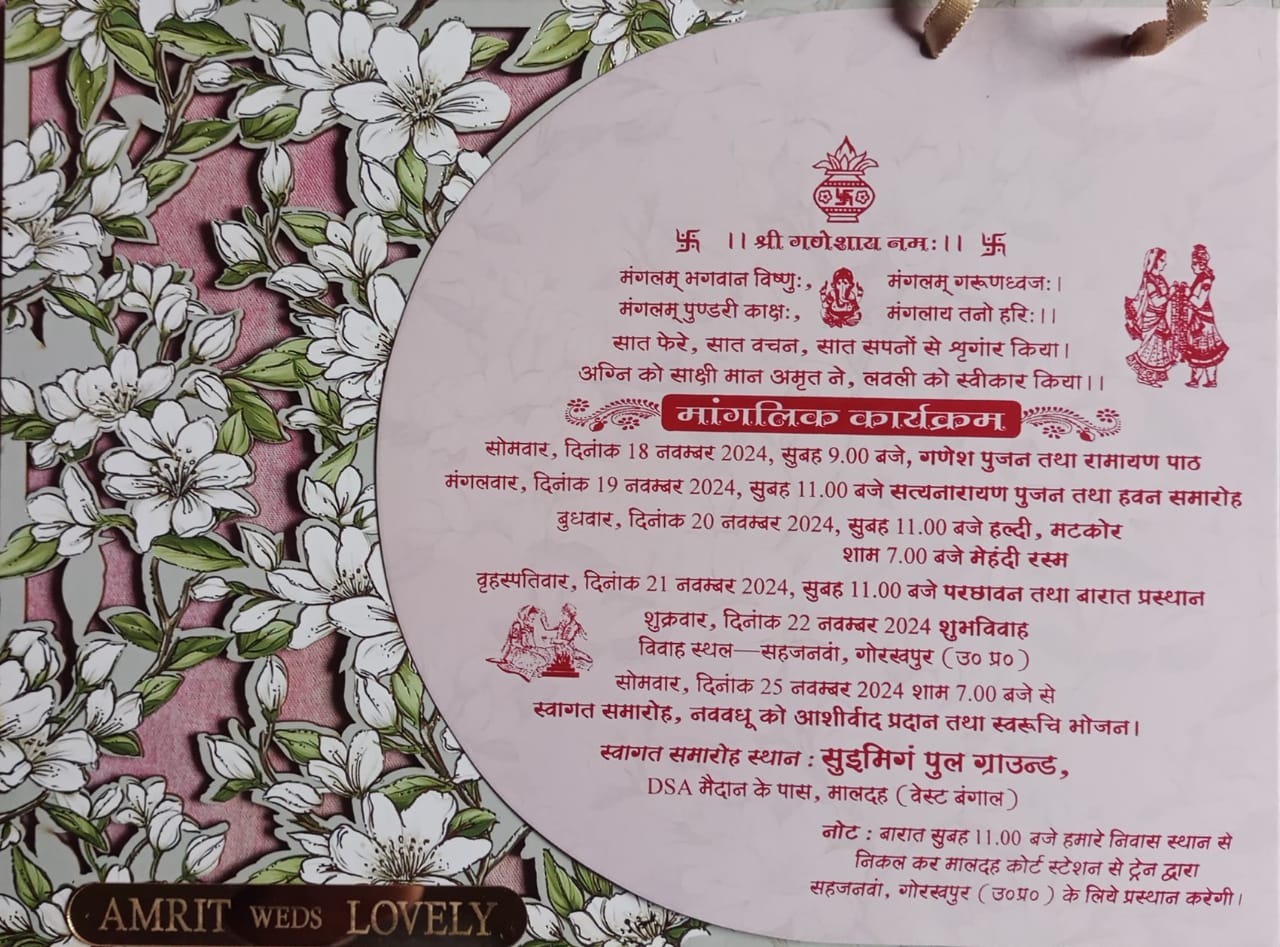 ।। श्री गणेशाय नमः।।
मंगलम् भगवान विष्णुः, मंगलम् गरूणध्वजः।
मंगलम् पुण्डरी काक्षः, मंगलाय तनो हरिः।।
सात फेरे, सात वचन, सात सपनों से श्रृगांर किया।
अग्नि को साक्षी मान अमृत ने, लवली को स्वीकार किया।।
मांगलिक कार्यक्रम
सोमवार, दिनांक 18 नवम्बर 2024, सुबह 9.00 बजे, गणेश पुजन तथा रामायण पाठ
मंगलवार, दिनांक 19 नवम्बर 2024, सुबह 11.00 बजे सत्यनारायण पुजन तथा हवन समारोह
बुधवार, दिनांक 20 नवम्बर 2024, सुबह 11.00 बजे हल्दी, मटकोर
शाम 7.00 बजे मेहंदी रस्म
वृहस्पतिवार, दिनांक 21 नवम्बर 2024, सुबह 11.00 बजे परछावन तथा बारात प्रस्थान
शुक्रवार, दिनांक 22 नवम्बर 2024 शुभविवाह
विवाह स्थल—सहजनवां, गोरखपुर (उ० प्र०)
सोमवार, दिनांक 25 नवम्बर 2024 शाम 7.00 बजे से
स्वागत समारोह, नववधू को आशीर्वाद प्रदान तथा स्वरूचि भोजन।
स्वागत समारोह स्थान : सुइमिगं पुल ग्राउन्ड,
DSA मैदान के पास, मालदह (वेस्ट बंगाल)
नोट : बारात सुबह 11.00 बजे हमारे निवास स्थान से
निकल कर मालदह कोर्ट स्टेशन से ट्रेन द्वारा
सहजनवां, गोरखपुर (उ०प्र०) के लिये प्रस्थान करेगी।
AMRIT WEDS LOVELY